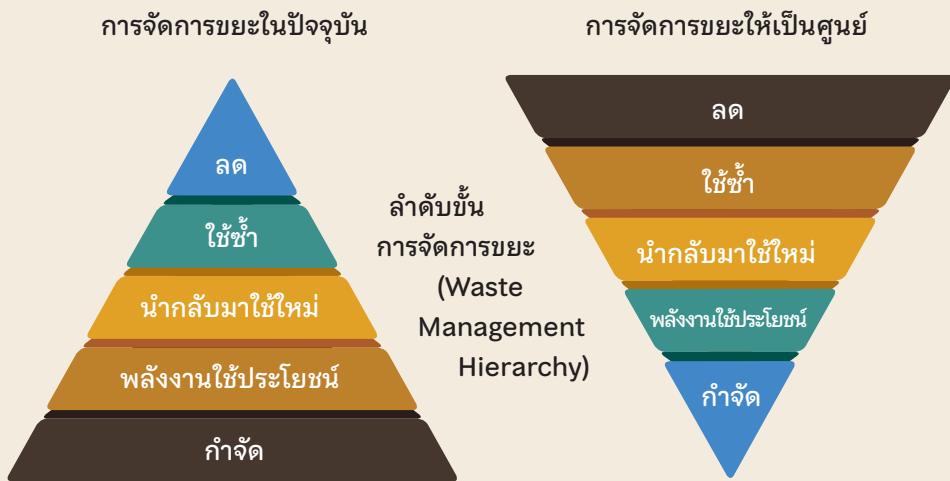 การจัดการขยะในปัจจุบัน
ลด
ใช้ซ้ำ
นำกลับมาใช้ใหม่
พลังงานใช้ประโยชน์
กำจัด
ลำดับขั้น
การจัดการขยะ
(Waste
Management
Hierarchy)
การจัดการขยะให้เป็นศูนย์
ลด
ใช้ซ้ำ
นำกลับมาใช้ใหม่
พลังงานใช้ประโยชน์
กำจัด